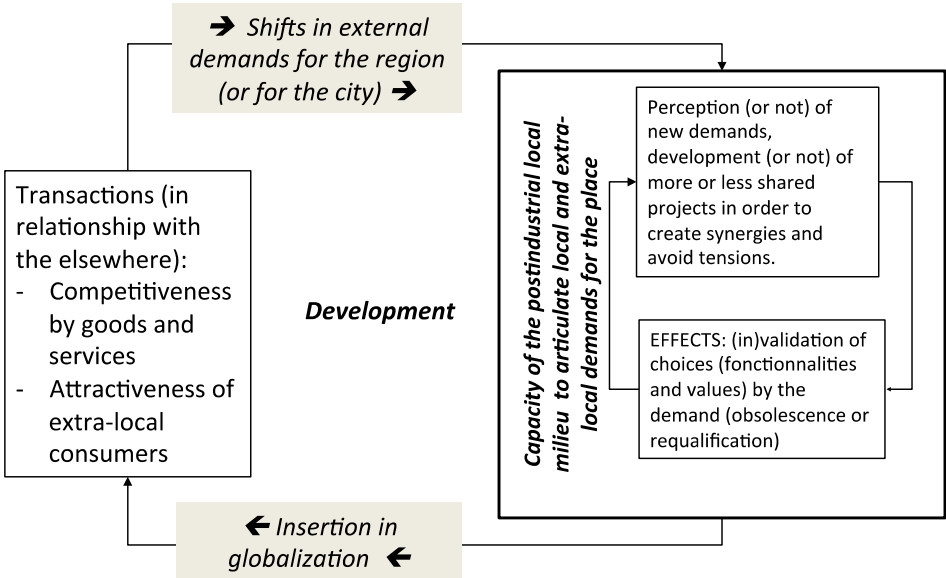 ➔ Shifts in external
demands for the region
(or for the city) ➔
Transactions (in
relationship with
the elsewhere):
- Competitiveness
by goods and
services
- Attractiveness of
extra-local
consumers
Development
Capacity of the postindustrial local
milieu to articulate local and extra-
local demands for the place
Perception (or not) of
new demands,
development (or not) of
more or less shared
projects in order to
create synergies and
avoid tensions.
EFFECTS: (in)validation of
choices (fonctionnalities
and values) by the
demand (obsolescence or
requalification)
🡨 Insertion in
globalization 🡨